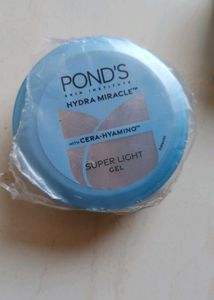 POND'S
SKIN INSTITUTE
HYDRA MIRACLE™
WITH CERA-HYAMINO™
SUPER LIGHT
GEL